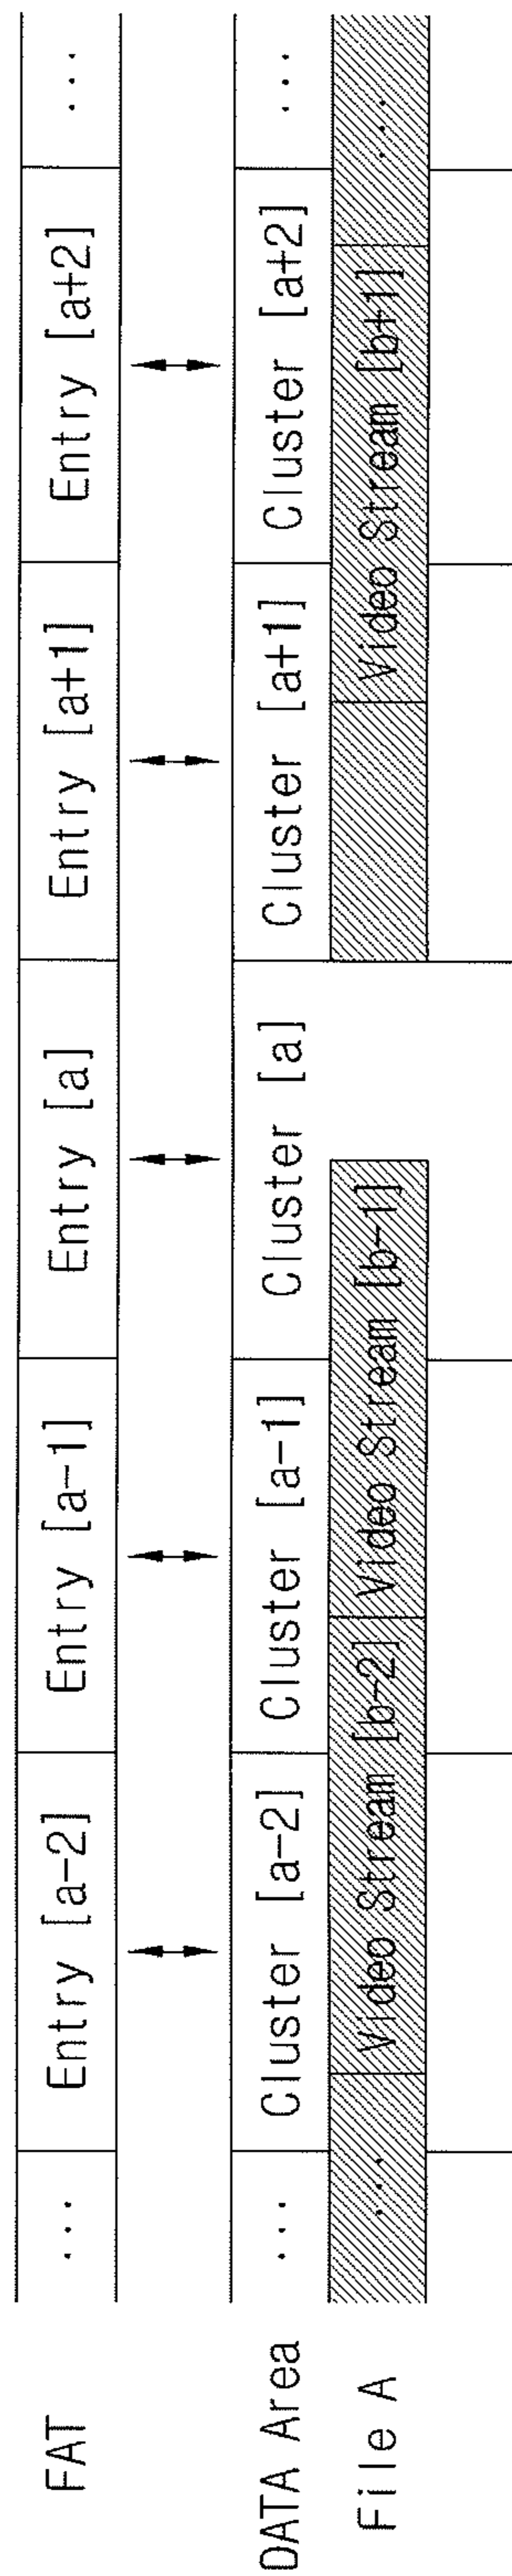 FAT ... Entry [a-2] Entry [a-1] Entry [a] Entry [a+1] Entry [a+2] ...
DATA Area ... Cluster [a-2] Cluster [a-1] Cluster [a] Cluster [a+1] Cluster [a+2] ...
File A ... Video Stream [b-2] Video Stream [b-1] Video Stream [b+1] ...